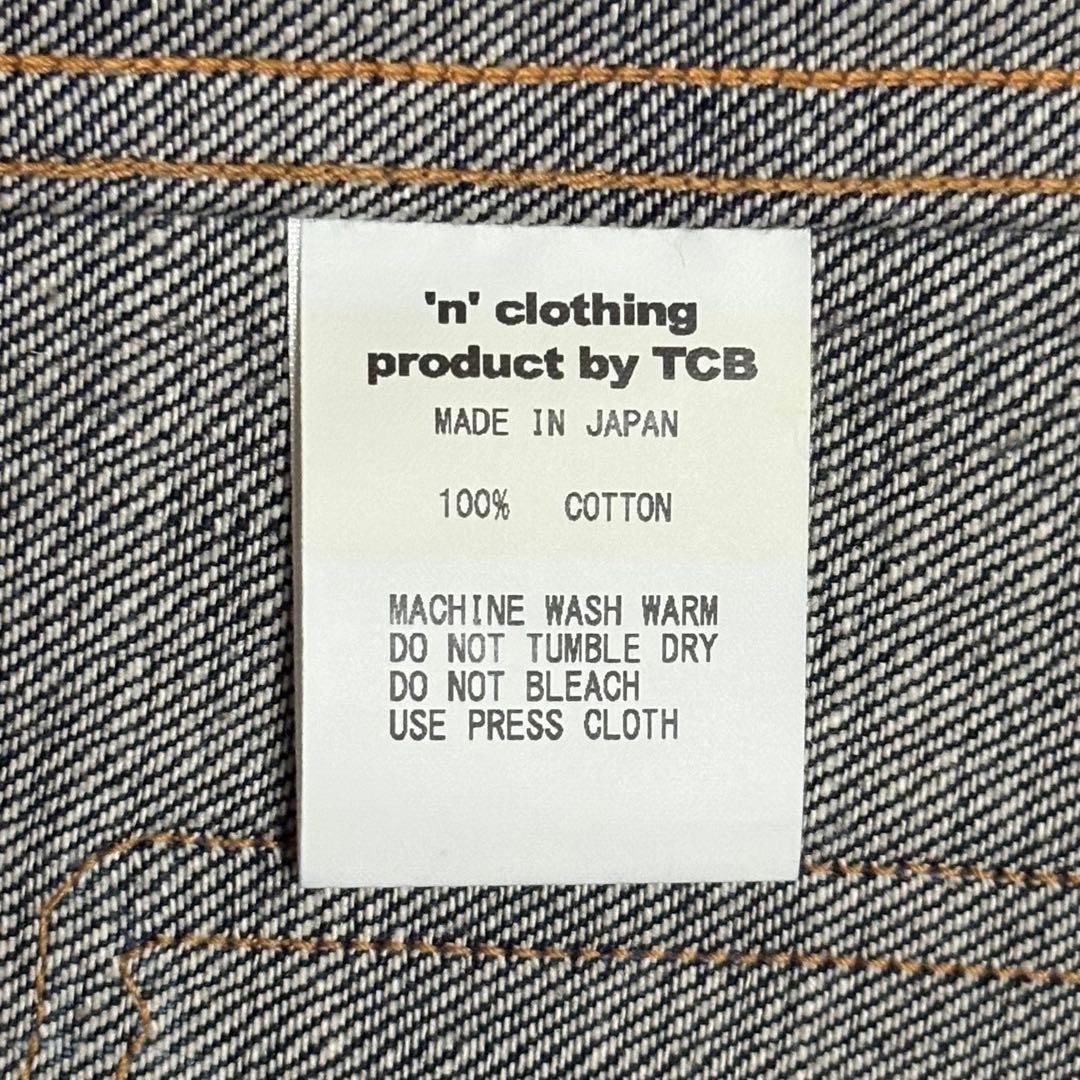 'n' clothing
product by TCB
MADE IN JAPAN
100% COTTON
MACHINE WASH WARM
DO NOT TUMBLE DRY
DO NOT BLEACH
USE PRESS CLOTH